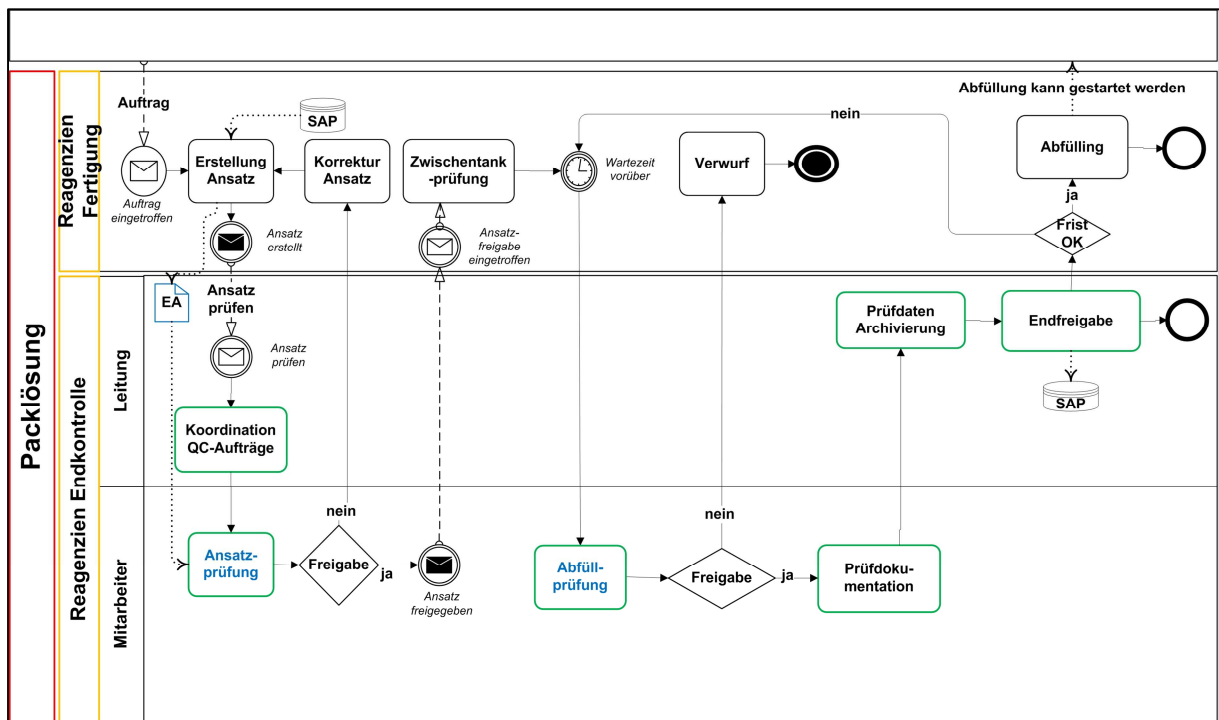 Packlösung
Reagenzien
Fertigung
Reagenzien Endkontrolle
Leitung
Mitarbeiter
Auftrag
Auftrag
eingetroffen
SAP
Erstellung
Ansatz
Korrektur
Ansatz
Ansatz
erstellt
Zwischentank
-prüfung
Ansatz-
freigabe
eingetroffen
Wartezeit
vorüber
Verwurf
nein
Abfüllung kann gestartet werden
Abfülling
ja
Frist
OK
EA
Ansatz
prüfen
Ansatz
prüfen
Koordination
QC-Aufträge
Prüfdaten
Archivierung
Endfreigabe
SAP
Ansatz-
prüfung
nein
Freigabe
ja
Ansatz
freigegeben
Abfüll-
prüfung
nein
Freigabe
ja
Prüfdoku-
mentation